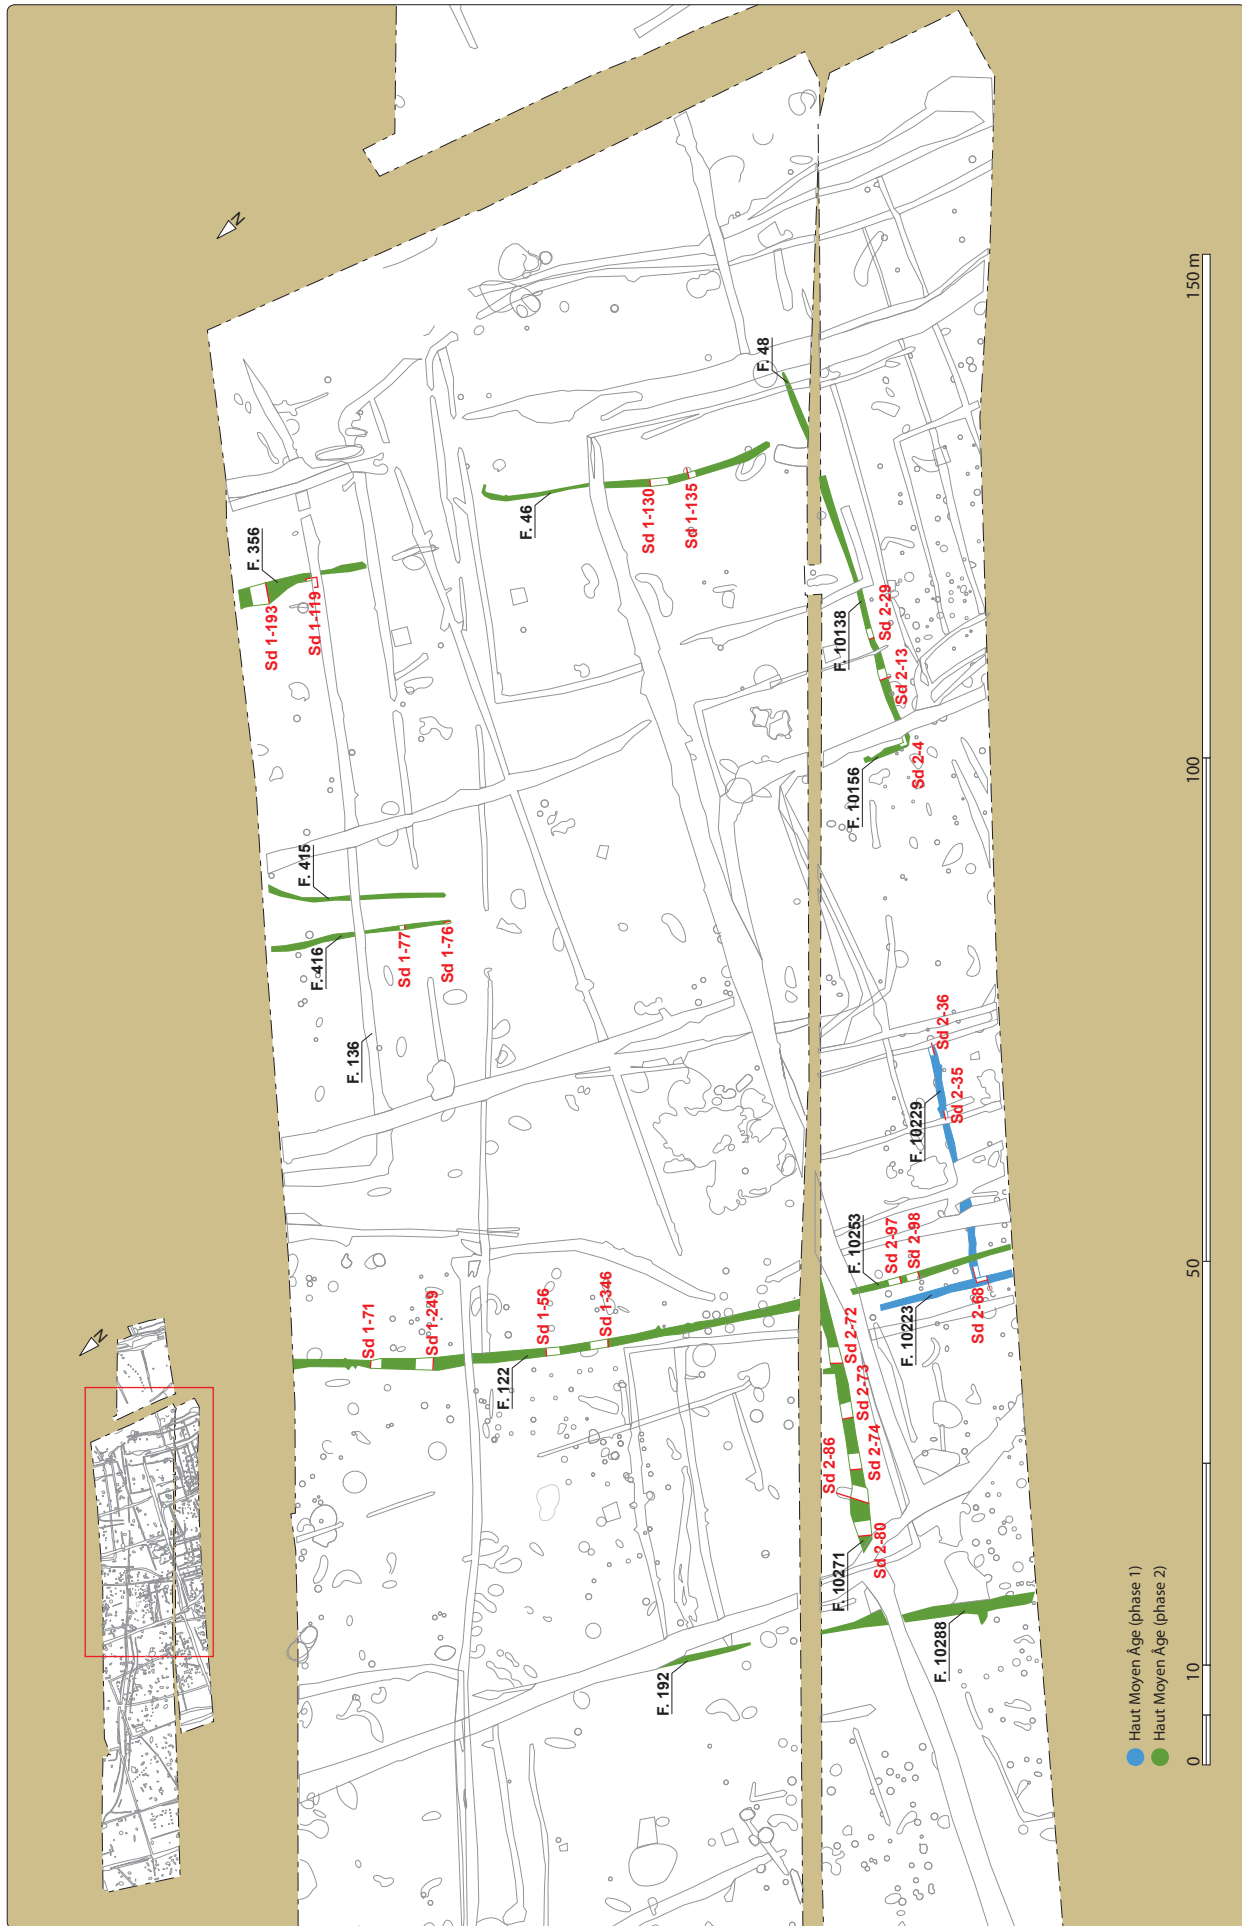 N
N
F. 356
Sd 1-193
Sd 1-119
F. 415
F. 416
Sd 1-77
Sd 1-76
F. 136
F. 46
Sd 1-130
Sd 1-135
F. 48
F. 10138
Sd 2-29
Sd 2-13
Sd 2-4
F. 10156
Sd 2-36
Sd 2-35
F. 10229
F. 10253
Sd 2-97
Sd 2-98
F. 10223
Sd 2-68
Sd 1-71
Sd 1-249
F. 122
Sd 1-56
Sd 1-346
Sd 2-72
Sd 2-73
Sd 2-74
Sd 2-86
Sd 2-80
F. 10271
F. 192
F. 10288
Haut Moyen Âge (phase 1)
Haut Moyen Âge (phase 2)
0
10
50
100
150 m